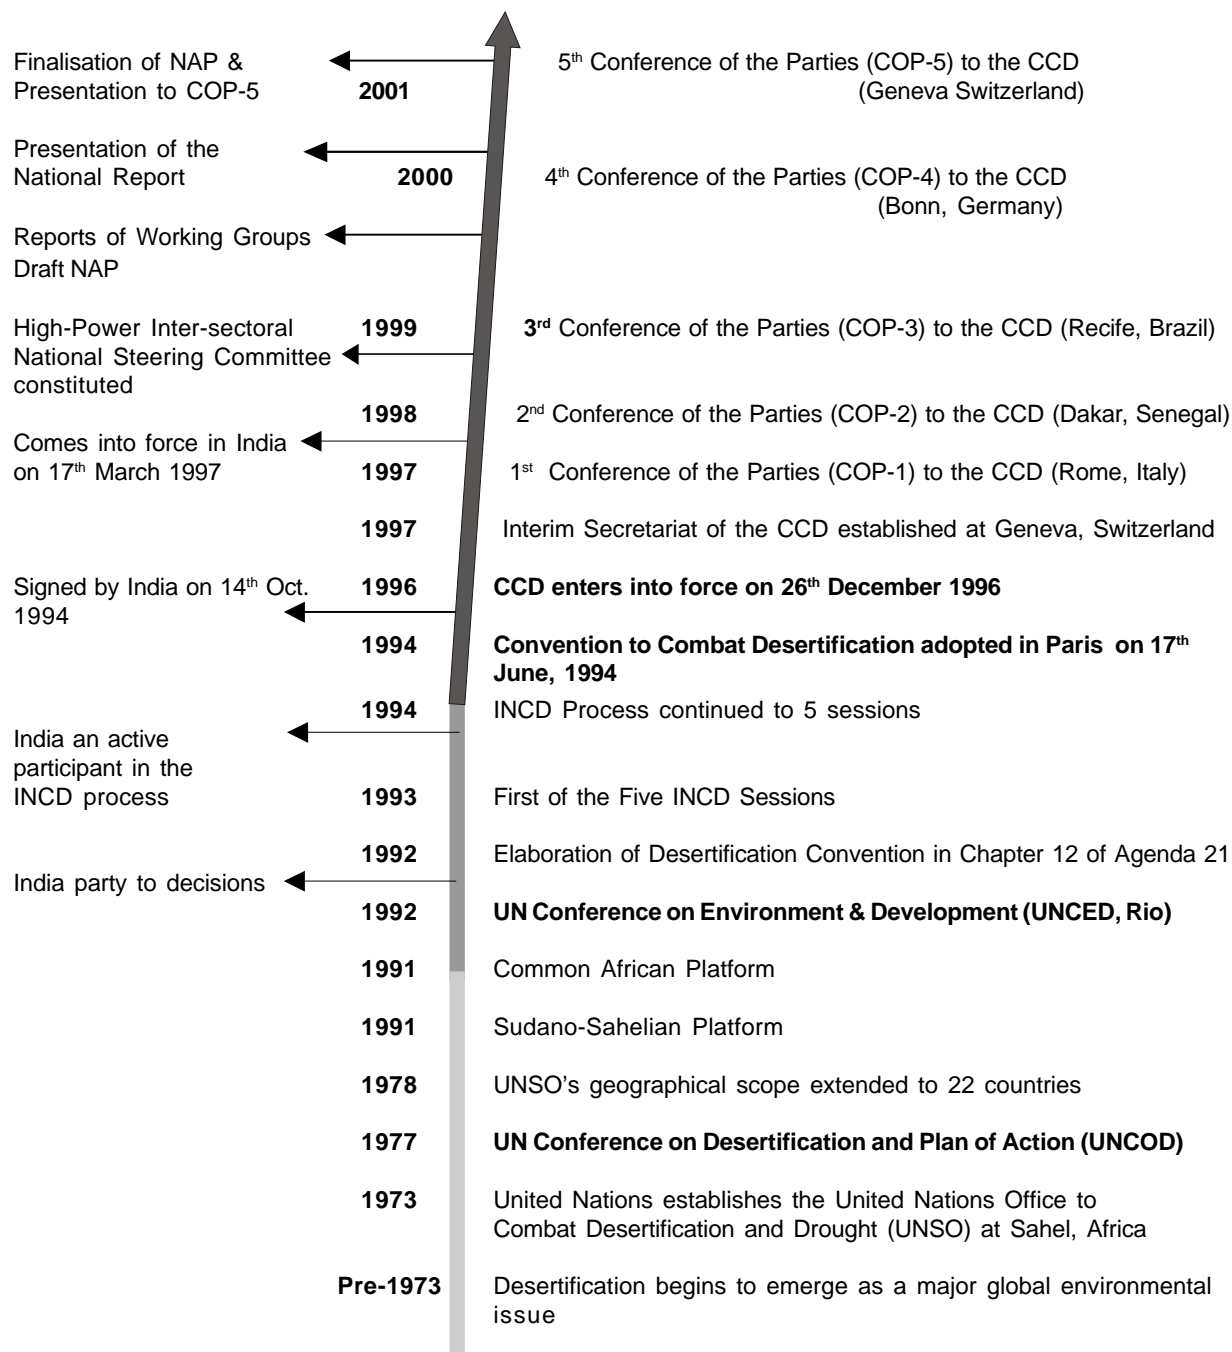 Finalisation of NAP &
Presentation to COP-5
2001
5th Conference of the Parties (COP-5) to the CCD
(Geneva Switzerland)
Presentation of the
National Report
2000
4th Conference of the Parties (COP-4) to the CCD
(Bonn, Germany)
Reports of Working Groups
Draft NAP
High-Power Inter-sectoral
National Steering Committee
constituted
1999
3rd Conference of the Parties (COP-3) to the CCD (Recife, Brazil)
1998
2nd Conference of the Parties (COP-2) to the CCD (Dakar, Senegal)
Comes into force in India
on 17th March 1997
1997
1st Conference of the Parties (COP-1) to the CCD (Rome, Italy)
1997
Interim Secretariat of the CCD established at Geneva, Switzerland
Signed by India on 14th Oct.
1994
1996
CCD enters into force on 26th December 1996
1994
Convention to Combat Desertification adopted in Paris on 17th
June, 1994
1994
INCD Process continued to 5 sessions
India an active
participant in the
INCD process
1993
First of the Five INCD Sessions
1992
Elaboration of Desertification Convention in Chapter 12 of Agenda 21
India party to decisions
1992
UN Conference on Environment & Development (UNCED, Rio)
1991
Common African Platform
1991
Sudano-Sahelian Platform
1978
UNSO's geographical scope extended to 22 countries
1977
UN Conference on Desertification and Plan of Action (UNCOD)
1973
United Nations establishes the United Nations Office to
Combat Desertification and Drought (UNSO) at Sahel, Africa
Pre-1973
Desertification begins to emerge as a major global environmental
issue